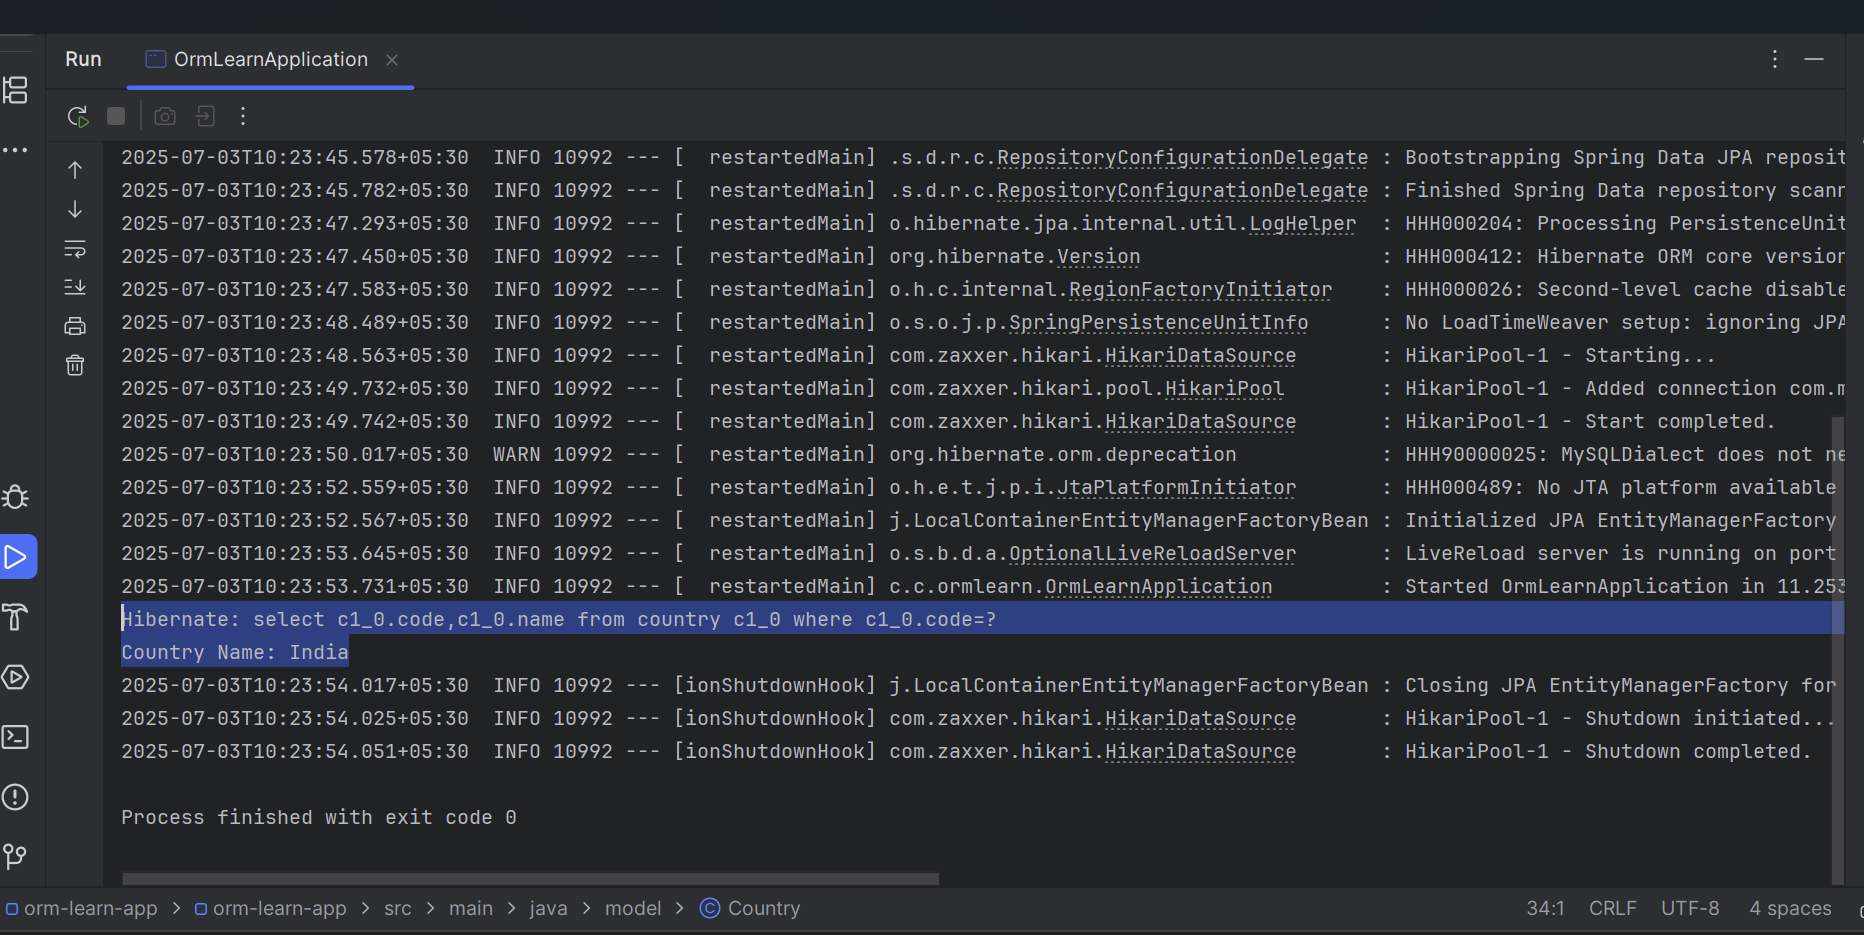 Run OrmLearnApplication
2025-07-03T10:23:45.578+05:30  INFO 10992 --- [  restartedMain] .s.d.r.c.RepositoryConfigurationDelegate : Bootstrapping Spring Data JPA reposit
2025-07-03T10:23:45.782+05:30  INFO 10992 --- [  restartedMain] .s.d.r.c.RepositoryConfigurationDelegate : Finished Spring Data repository scann
2025-07-03T10:23:47.293+05:30  INFO 10992 --- [  restartedMain] o.hibernate.jpa.internal.util.LogHelper  : HHH000204: Processing PersistenceUnit
2025-07-03T10:23:47.450+05:30  INFO 10992 --- [  restartedMain] org.hibernate.Version                    : HHH000412: Hibernate ORM core version
2025-07-03T10:23:47.583+05:30  INFO 10992 --- [  restartedMain] o.h.c.internal.RegionFactoryInitiator    : HHH000026: Second-level cache disable
2025-07-03T10:23:48.489+05:30  INFO 10992 --- [  restartedMain] o.s.o.j.p.SpringPersistenceUnitInfo      : No LoadTimeWeaver setup: ignoring JPA
2025-07-03T10:23:48.563+05:30  INFO 10992 --- [  restartedMain] com.zaxxer.hikari.HikariDataSource       : HikariPool-1 - Starting...
2025-07-03T10:23:49.732+05:30  INFO 10992 --- [  restartedMain] com.zaxxer.hikari.pool.HikariPool        : HikariPool-1 - Added connection com.m
2025-07-03T10:23:49.742+05:30  INFO 10992 --- [  restartedMain] com.zaxxer.hikari.HikariDataSource       : HikariPool-1 - Start completed.
2025-07-03T10:23:50.017+05:30  WARN 10992 --- [  restartedMain] org.hibernate.orm.deprecation            : HHH90000025: MySQLDialect does not ne
2025-07-03T10:23:52.559+05:30  INFO 10992 --- [  restartedMain] o.h.e.t.j.p.i.JtaPlatformInitiator       : HHH000489: No JTA platform available
2025-07-03T10:23:52.567+05:30  INFO 10992 --- [  restartedMain] j.LocalContainerEntityManagerFactoryBean : Initialized JPA EntityManagerFactory
2025-07-03T10:23:53.645+05:30  INFO 10992 --- [  restartedMain] o.s.b.d.a.OptionalLiveReloadServer       : LiveReload server is running on port
2025-07-03T10:23:53.731+05:30  INFO 10992 --- [  restartedMain] c.c.ormlearn.OrmLearnApplication         : Started OrmLearnApplication in 11.253
Hibernate: select c1_0.code,c1_0.name from country c1_0 where c1_0.code=?
Country Name: India
2025-07-03T10:23:54.017+05:30  INFO 10992 --- [ionShutdownHook] j.LocalContainerEntityManagerFactoryBean : Closing JPA EntityManagerFactory for
2025-07-03T10:23:54.025+05:30  INFO 10992 --- [ionShutdownHook] com.zaxxer.hikari.HikariDataSource       : HikariPool-1 - Shutdown initiated...
2025-07-03T10:23:54.051+05:30  INFO 10992 --- [ionShutdownHook] com.zaxxer.hikari.HikariDataSource       : HikariPool-1 - Shutdown completed.
Process finished with exit code 0
orm-learn-app > orm-learn-app > src > main > java > model > Country 34:1 CRLF UTF-8 4 spaces